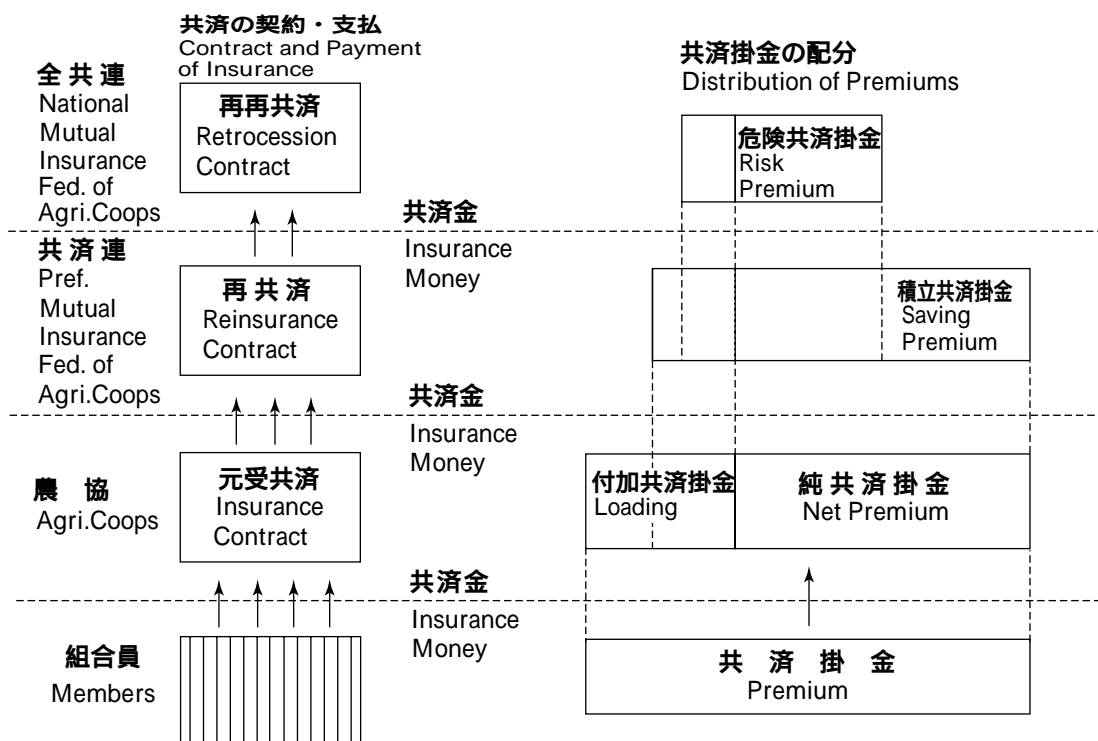 共済の契約・支払
Contract and Payment
of Insurance
共済掛金の配分
Distribution of Premiums
全共連
National
Mutual
Insurance
Fed. of
Agri.Coops
再再共済
Retrocession
Contract
危険共済掛金
Risk
Premium
共済金
Insurance
Money
共済連
Pref.
Mutual
Insurance
Fed. of
Agri.Coops
再共済
Reinsurance
Contract
積立共済掛金
Saving
Premium
共済金
Insurance
Money
農協
Agri.Coops
元受共済
Insurance
Contract
付加共済掛金
Loading
純共済掛金
Net Premium
共済金
Insurance
Money
組合員
Members
共済掛金
Premium